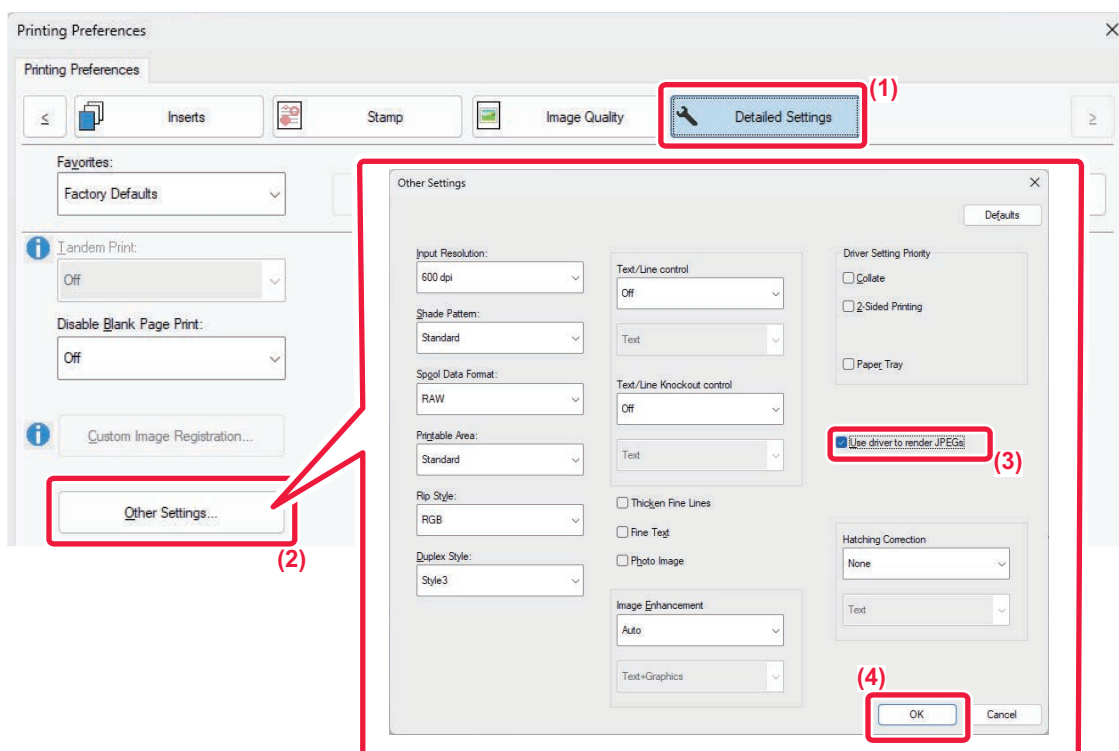 Printing Preferences
Printing Preferences
(1)
<
Inserts
Stamp
Image Quality
Detailed Settings
>
Favorites:
Factory Defaults
Tandem Print:
Off
Disable Blank Page Print:
Off
Custom Image Registration...
Other Settings...
(2)
Other Settings
Defaults
Input Resolution:
600 dpi
Shade Pattern:
Standard
Spool Data Format:
RAW
Printable Area:
Standard
Rip Style:
RGB
Duplex Style:
Style3
Text/Line control
Off
Text
Text/Line Knockout control
Off
Text
Thicken Fine Lines
Fine Text
Photo Image
Image Enhancement
Auto
Text+Graphics
Driver Setting Priority
Collate
2-Sided Printing
Paper Tray
Use driver to render JPEGs
(3)
Hatching Correction
None
Text
(4)
OK
Cancel